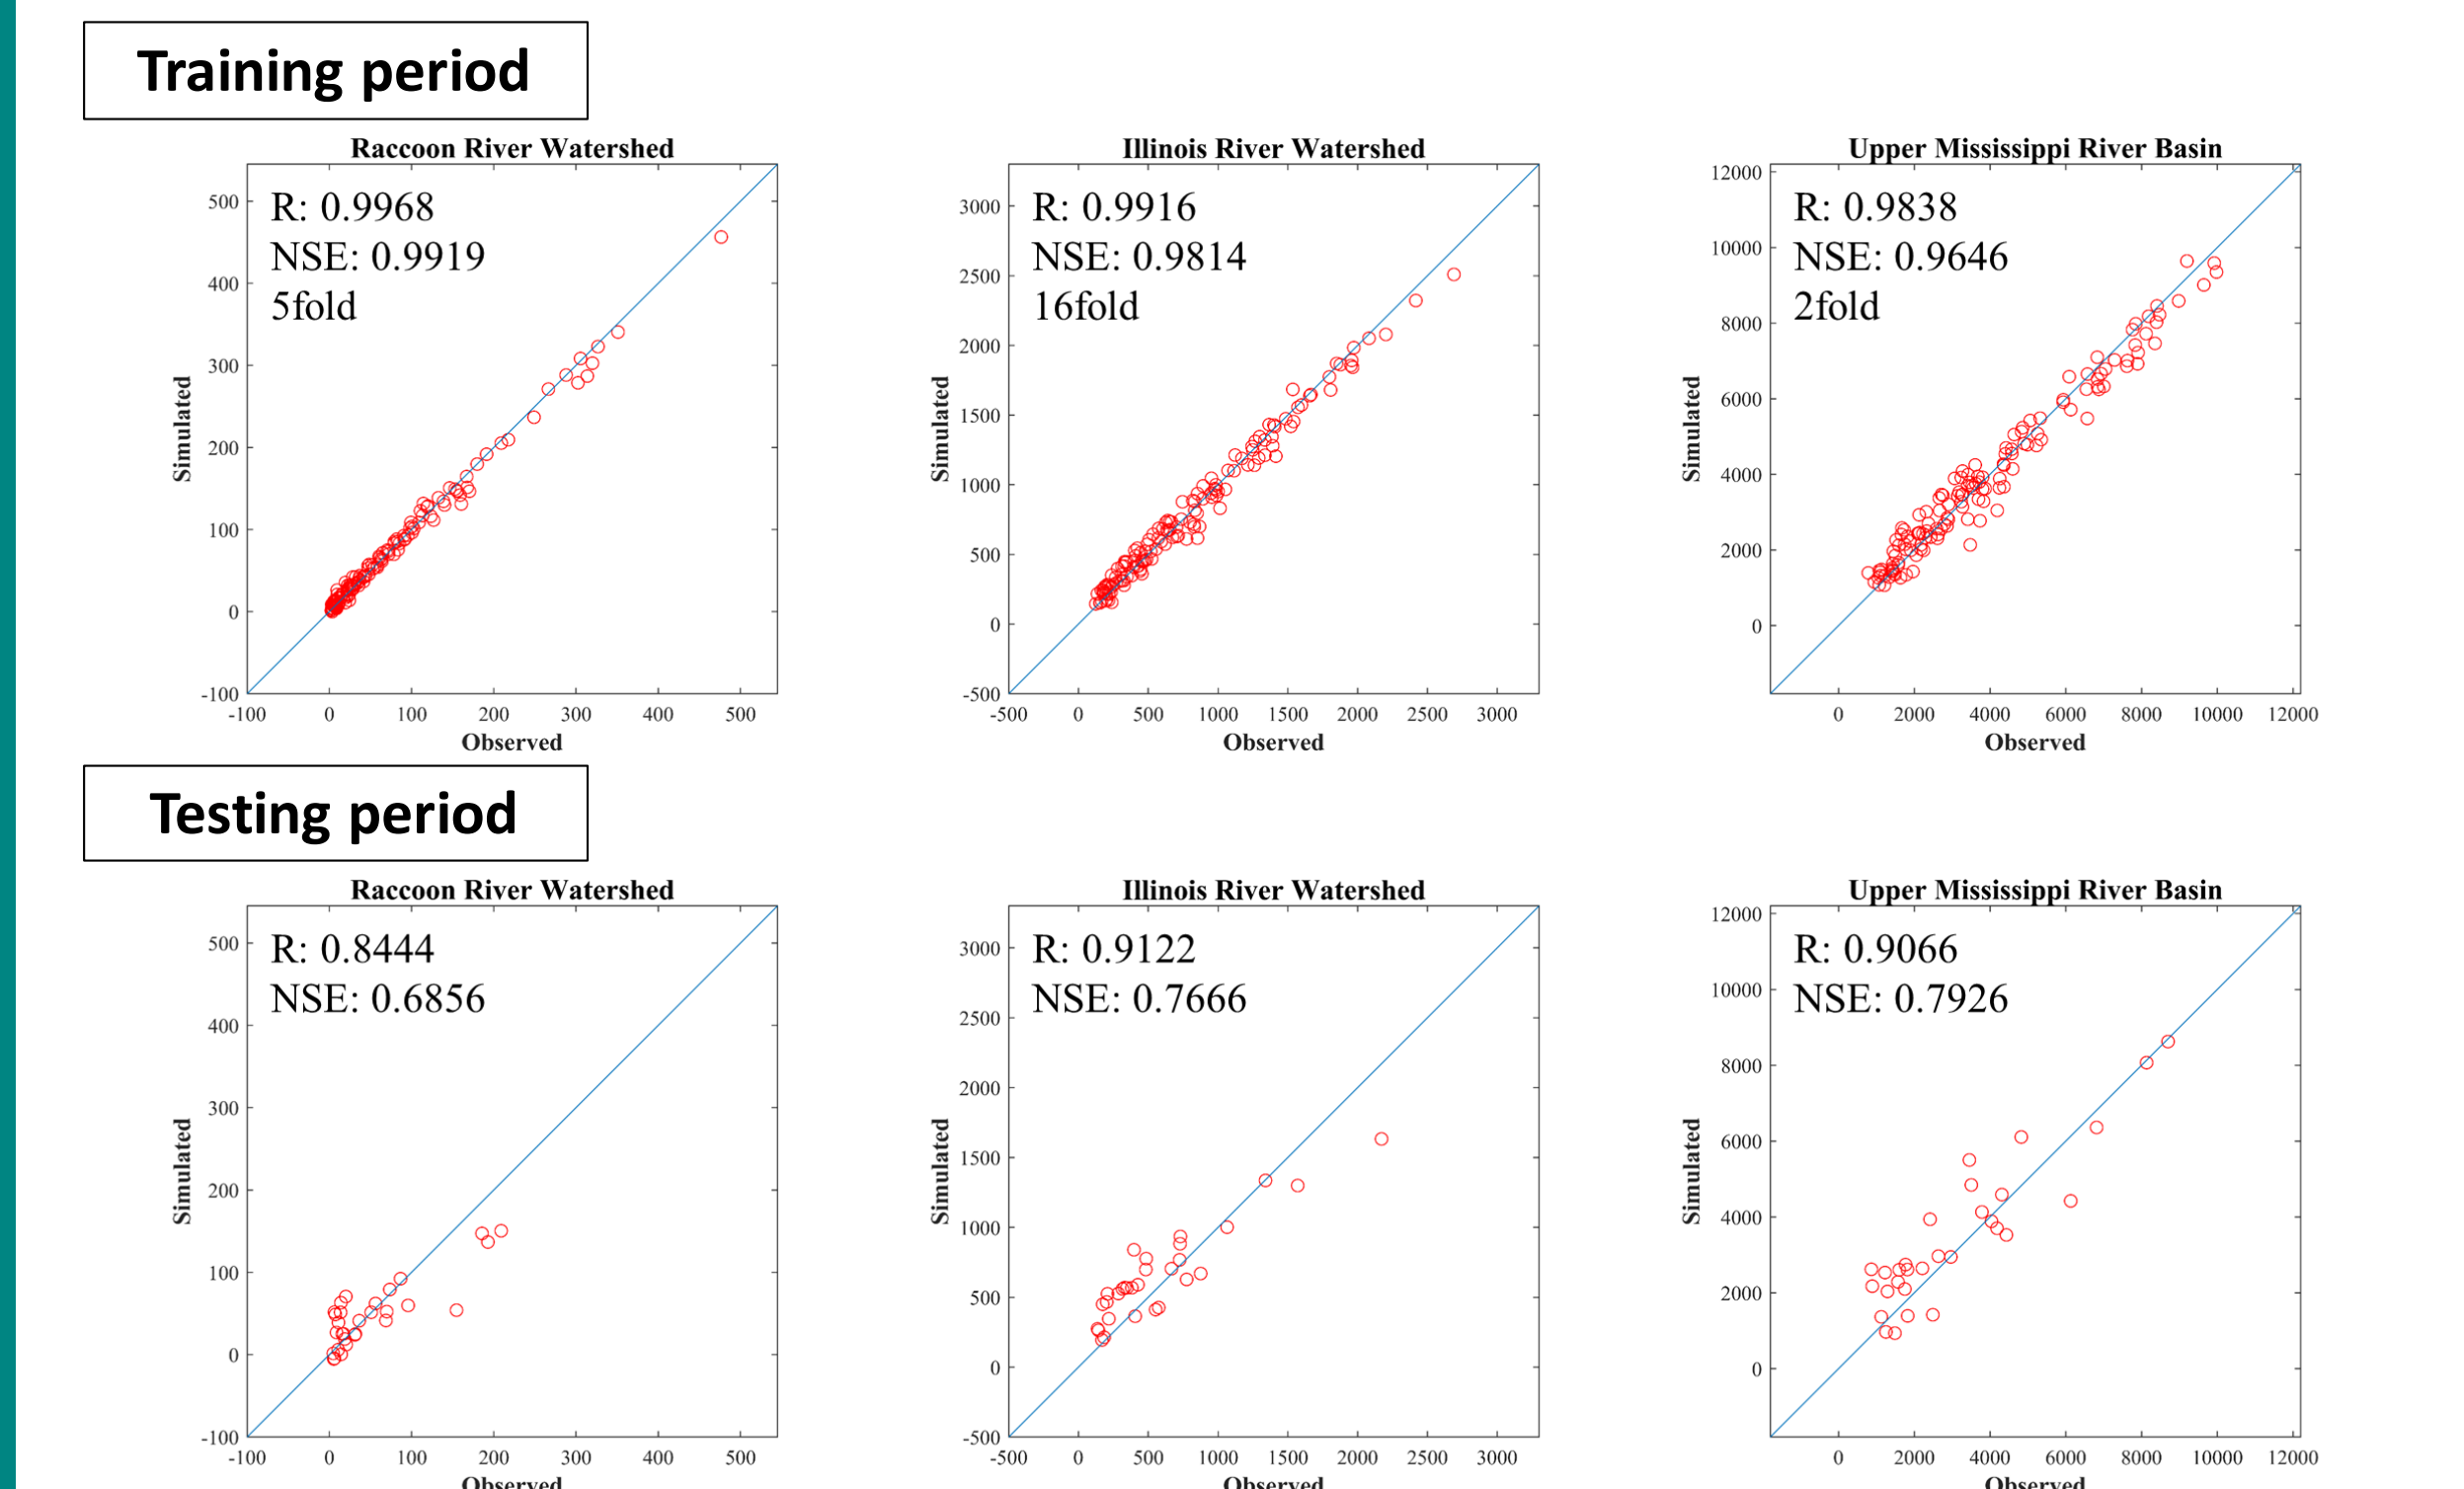 Training period
Raccoon River Watershed
R: 0.9968
NSE: 0.9919
5fold
500
400
300
200
100
0
-100
-100 0 100 200 300 400 500
Simulated
Observed
Illinois River Watershed
R: 0.9916
NSE: 0.9814
16fold
3000
2500
2000
1500
1000
500
0
-500
-500 0 500 1000 1500 2000 2500 3000
Simulated
Observed
Upper Mississippi River Basin
R: 0.9838
NSE: 0.9646
2fold
12000
10000
8000
6000
4000
2000
0
0 2000 4000 6000 8000 10000 12000
Simulated
Observed
Testing period
Raccoon River Watershed
R: 0.8444
NSE: 0.6856
500
400
300
200
100
0
-100
-100 0 100 200 300 400 500
Simulated
Observed
Illinois River Watershed
R: 0.9122
NSE: 0.7666
3000
2500
2000
1500
1000
500
0
-500
-500 0 500 1000 1500 2000 2500 3000
Simulated
Observed
Upper Mississippi River Basin
R: 0.9066
NSE: 0.7926
12000
10000
8000
6000
4000
2000
0
0 2000 4000 6000 8000 10000 12000
Simulated
Observed